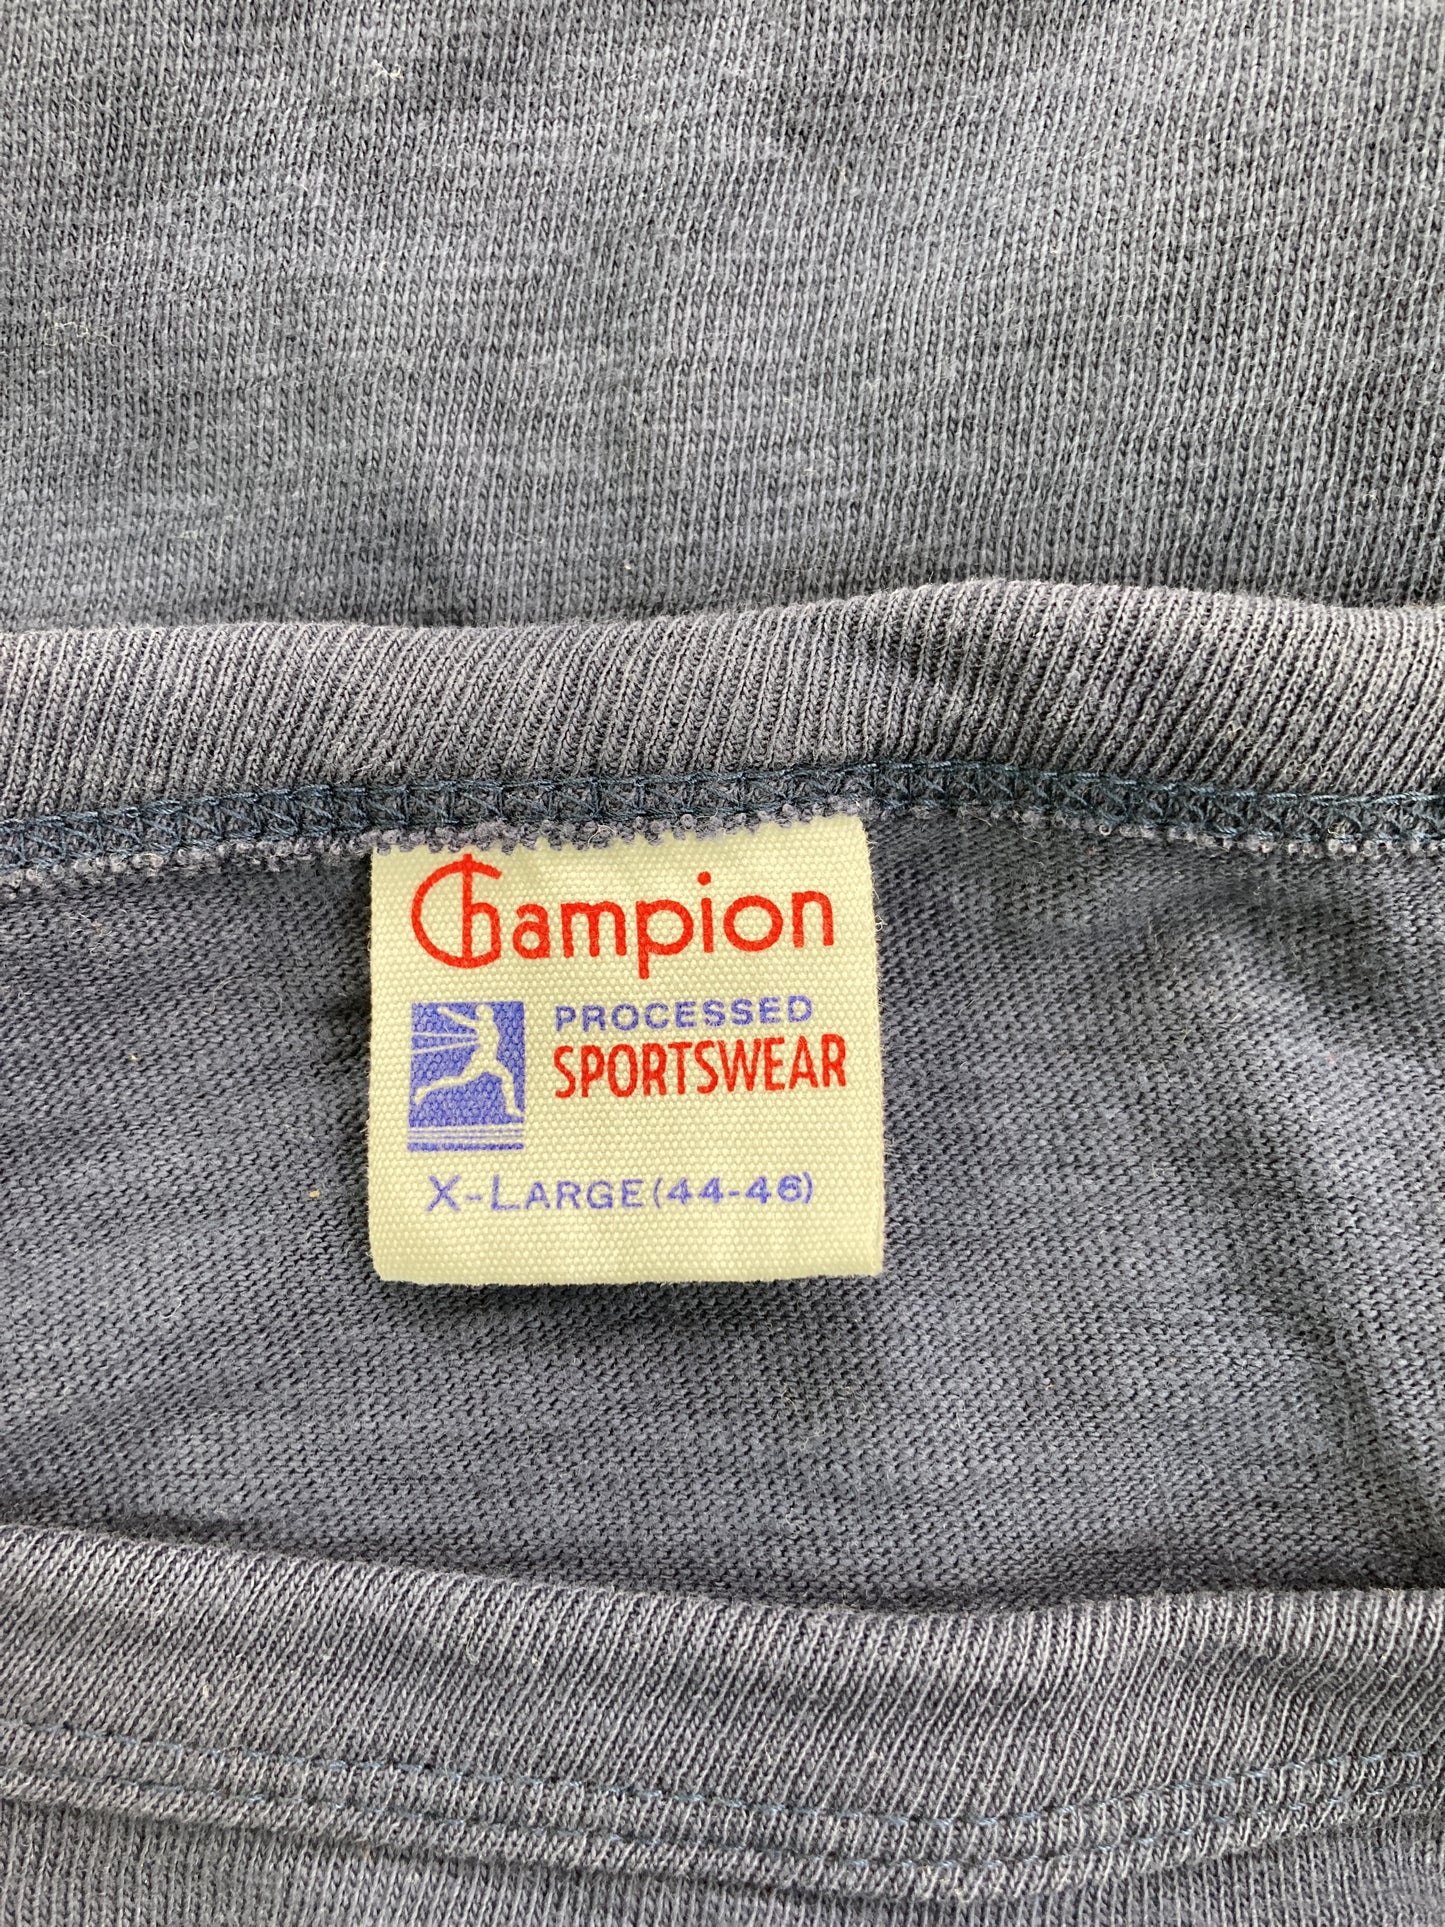 Champion
PROCESSED
SPORTSWEAR
X-LARGE(44-46)